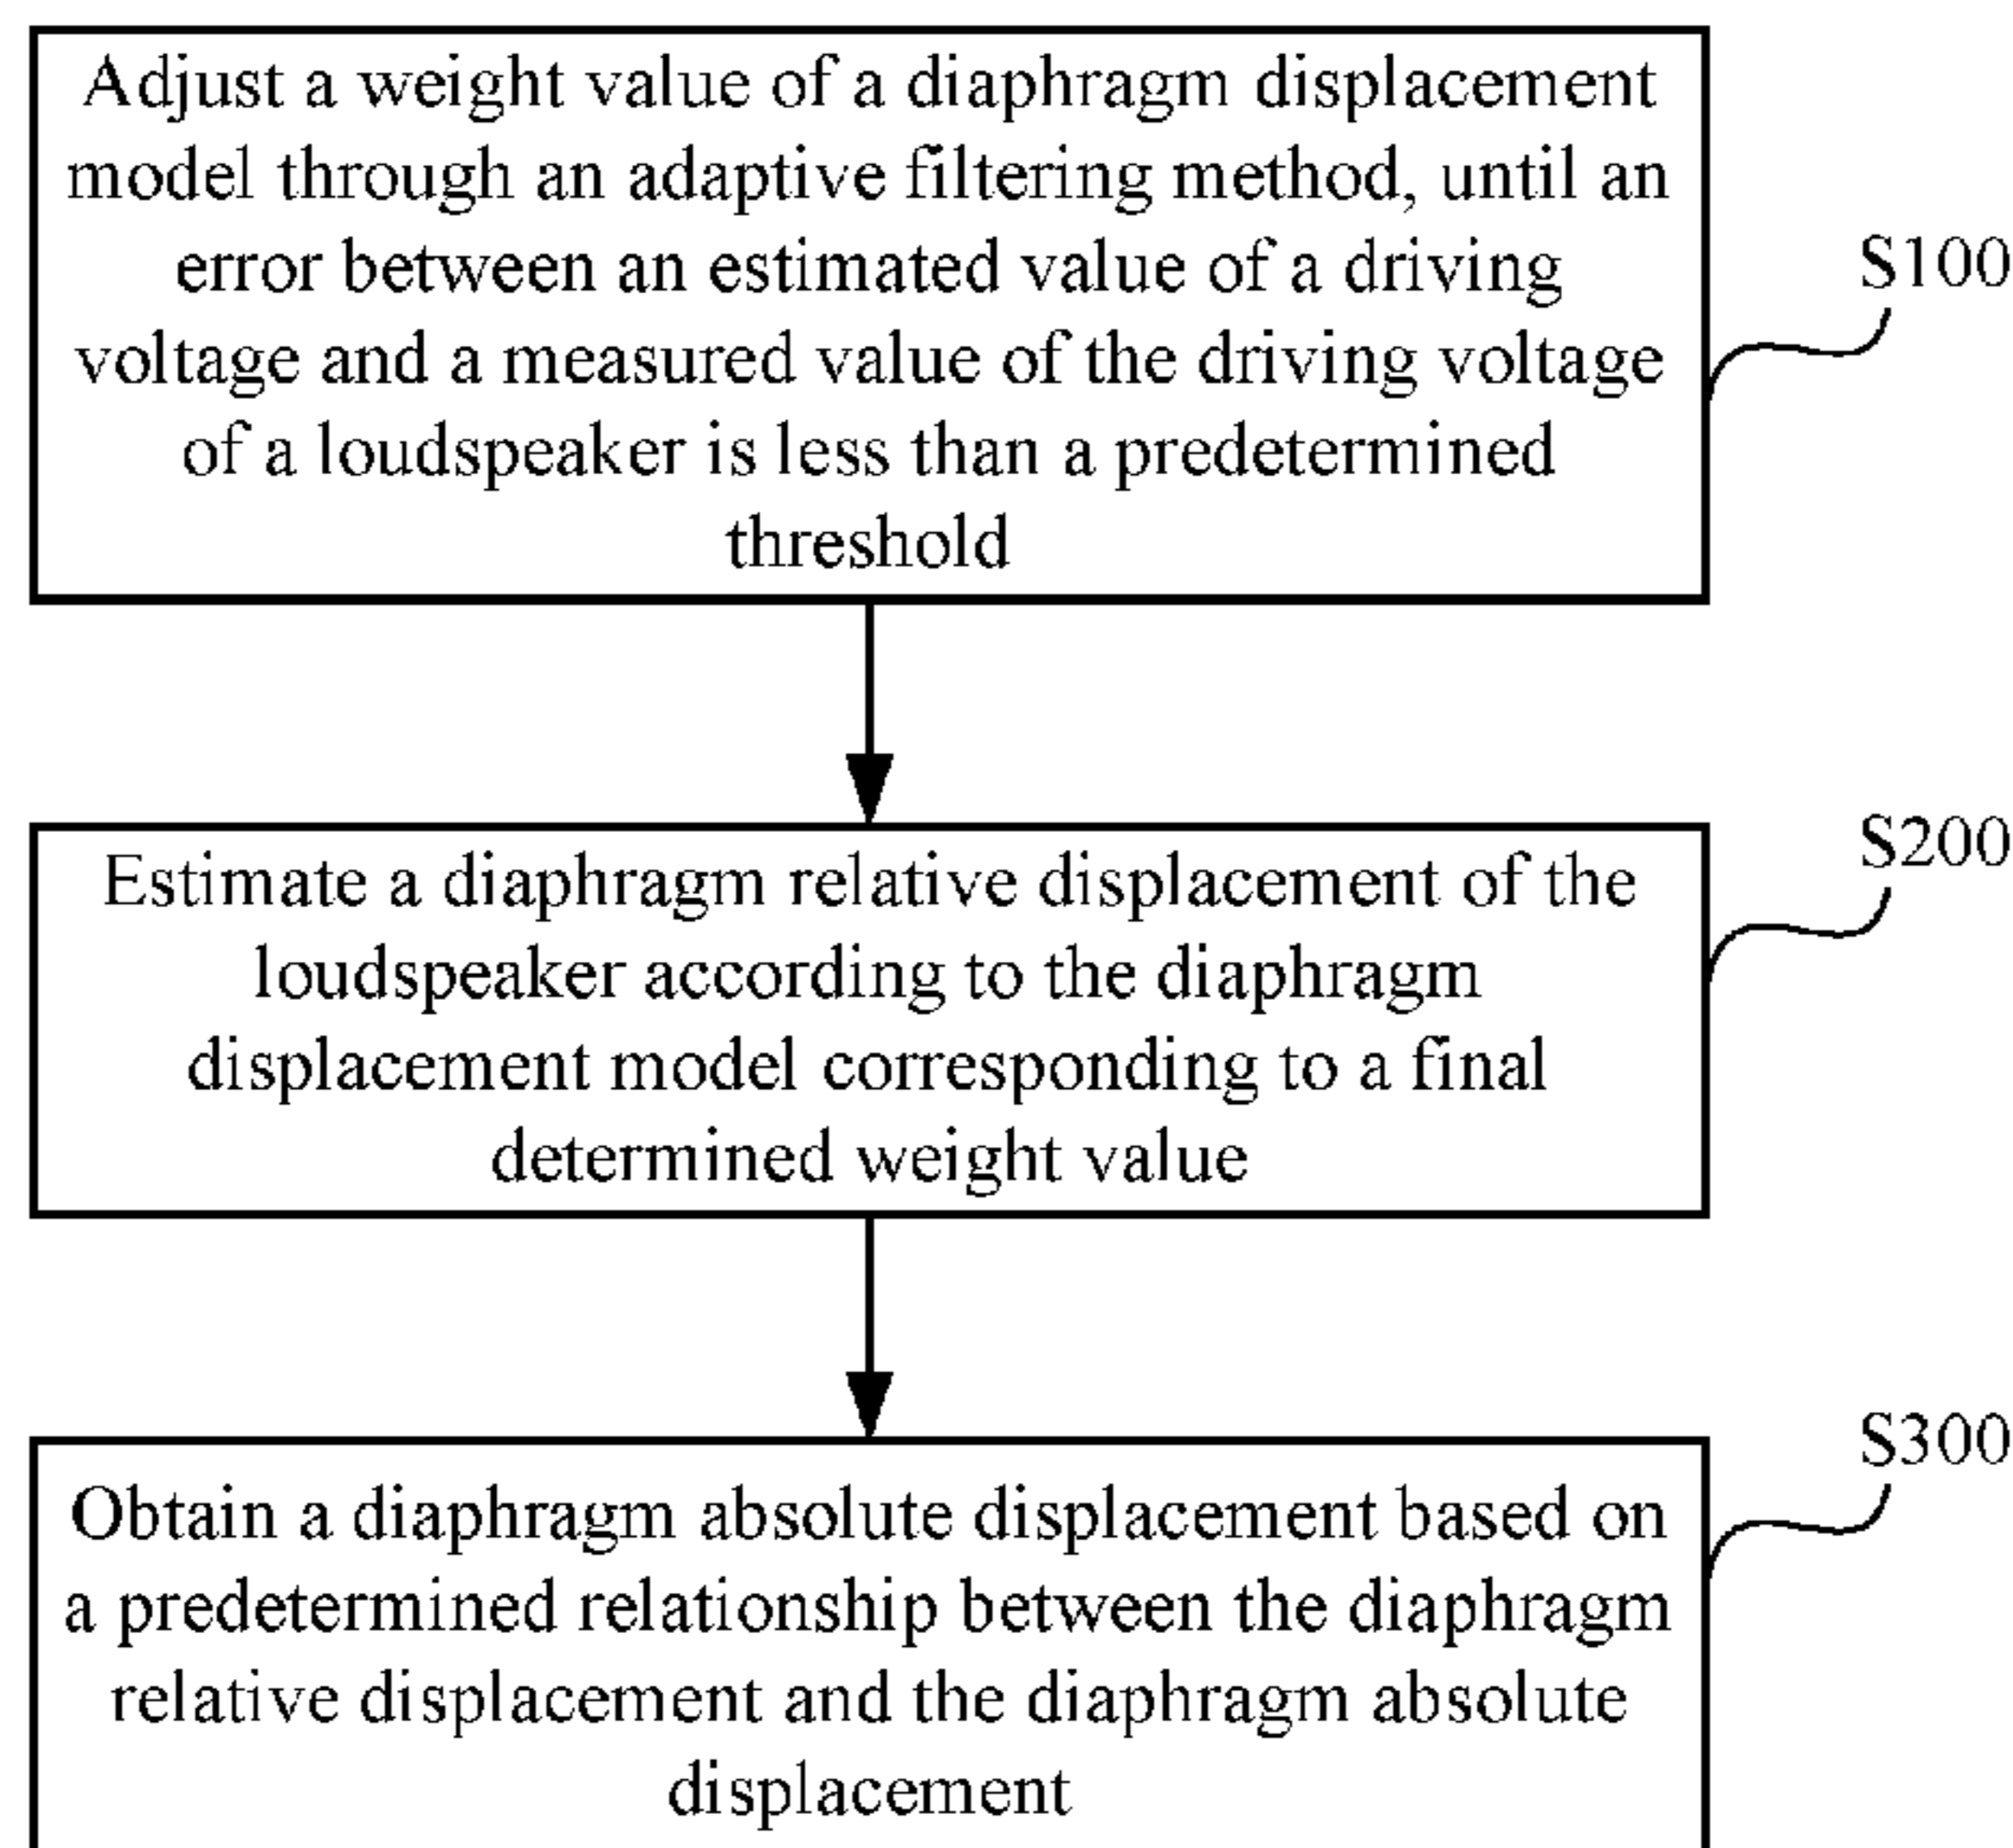 Adjust a weight value of a diaphragm displacement
model through an adaptive filtering method, until an
error between an estimated value of a driving
voltage and a measured value of the driving voltage
of a loudspeaker is less than a predetermined
threshold
S100
Estimate a diaphragm relative displacement of the
loudspeaker according to the diaphragm
displacement model corresponding to a final
determined weight value
S200
Obtain a diaphragm absolute displacement based on
a predetermined relationship between the diaphragm
relative displacement and the diaphragm absolute
displacement
S300